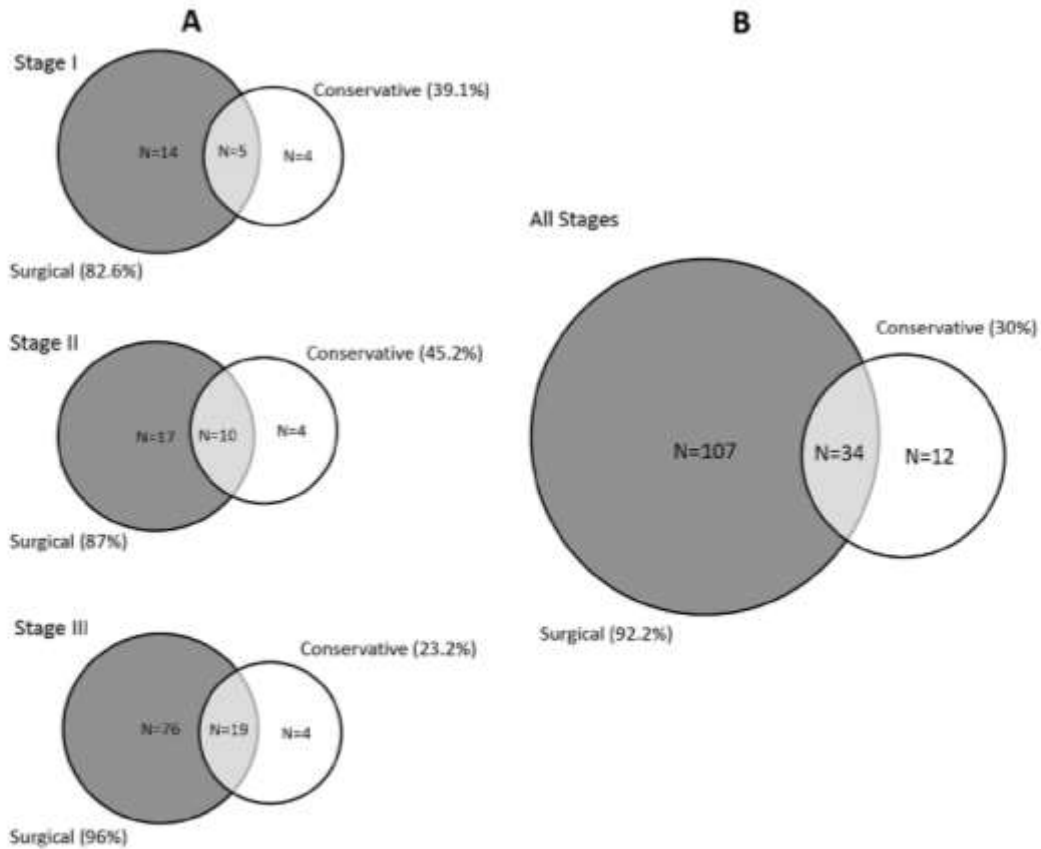 A
Stage I
Conservative (39.1%)
N=14 N=5 N=4
Surgical (82.6%)
Stage II
Conservative (45.2%)
N=17 N=10 N=4
Surgical (87%)
Stage III
Conservative (23.2%)
N=76 N=19 N=4
Surgical (96%)
B
All Stages
Conservative (30%)
N=107 N=34 N=12
Surgical (92.2%)